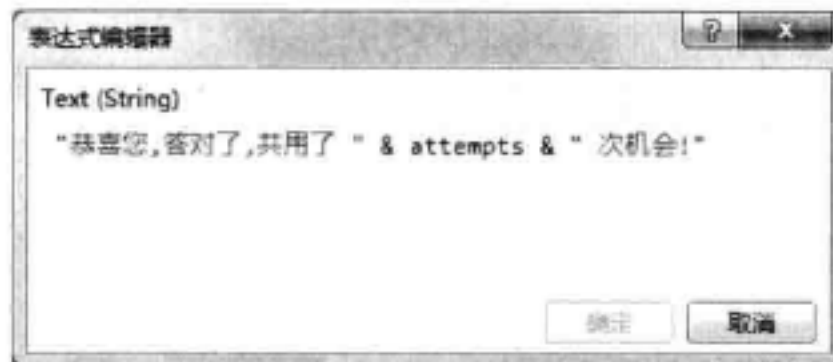 表达式编辑器
Text (String)
"恭喜您,答对了,共用了 " & attempts & " 次机会!"
确定
取消